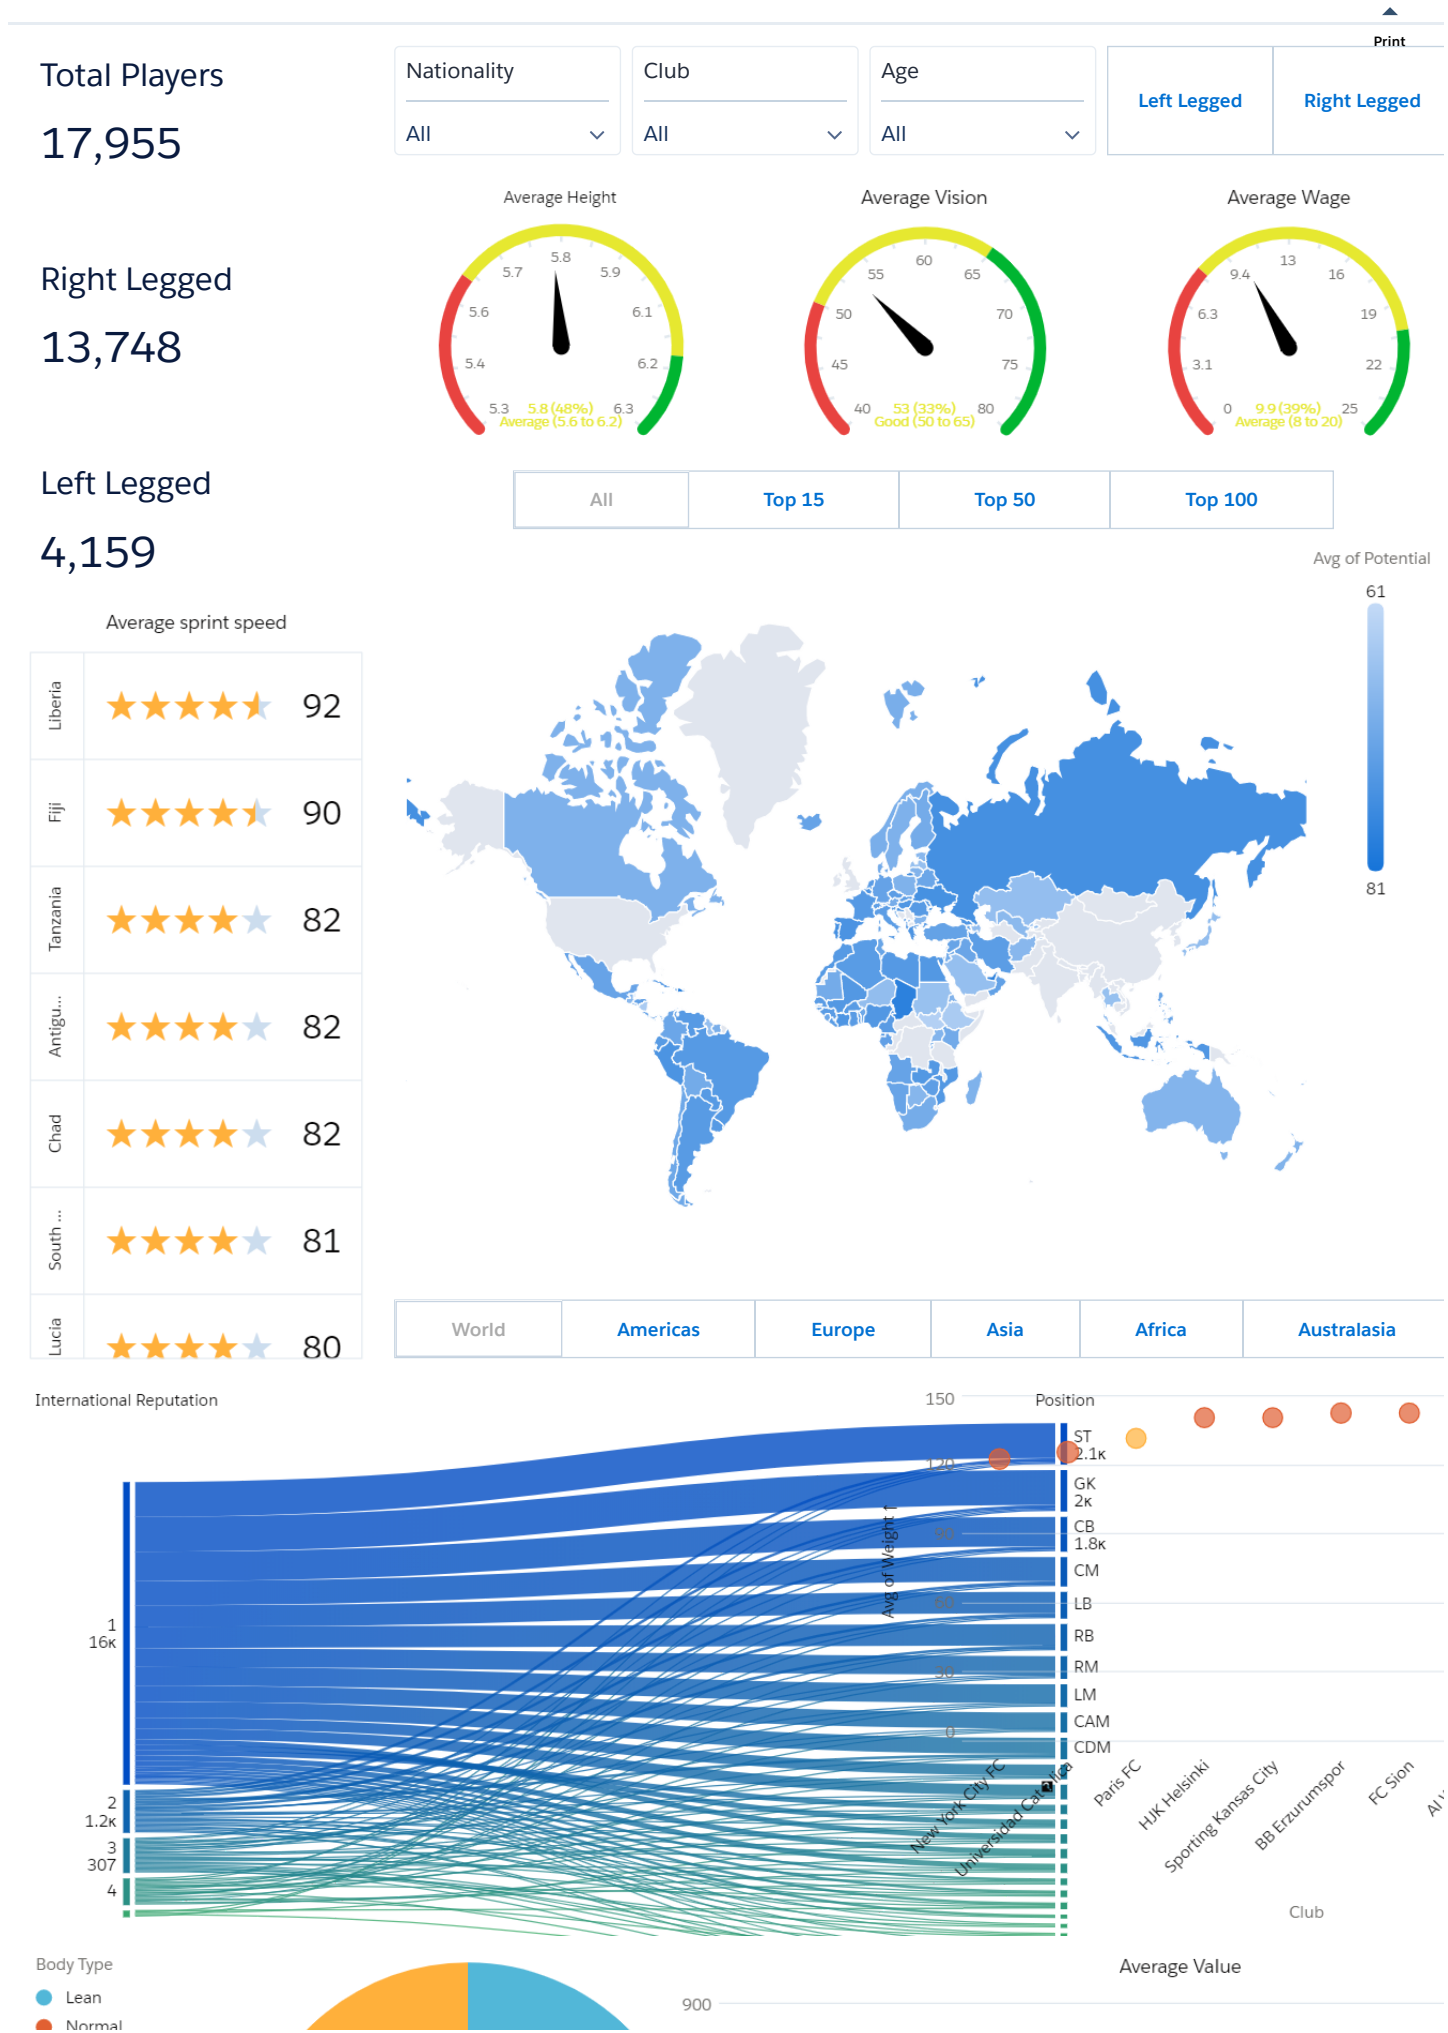 Print
Total Players
17,955
Nationality
All
Club
All
Age
All
Left Legged
Right Legged
Right Legged
13,748
Left Legged
4,159
Average Height
5.3
5.4
5.6
5.7
5.8
5.9
6.1
6.2
6.3
5.8 (48%)
Average (5.6 to 6.2)
Average Vision
40
45
50
55
60
65
70
75
80
53 (33%)
Good (50 to 65)
Average Wage
0
3.1
6.3
9.4
13
16
19
22
25
9.9 (39%)
Average (8 to 20)
All
Top 15
Top 50
Top 100
Avg of Potential
61
81
Average sprint speed
Liberia
92
Fiji
90
Tanzania
82
Antigu...
82
Chad
82
South ...
81
Lucia
80
World
Americas
Europe
Asia
Africa
Australasia
International Reputation
1
16K
2
1.2K
3
307
4
Position
ST
2.1K
GK
2K
CB
1.8K
CM
LB
RB
RM
LM
CAM
CDM
150
120
90
60
30
0
Avg of Weight ↑
New York City FC
Universidad Católica
Paris FC
HJK Helsinki
Sporting Kansas City
BB Erzurumspor
FC Sion
Club
Body Type
Lean
Normal
Average Value
900